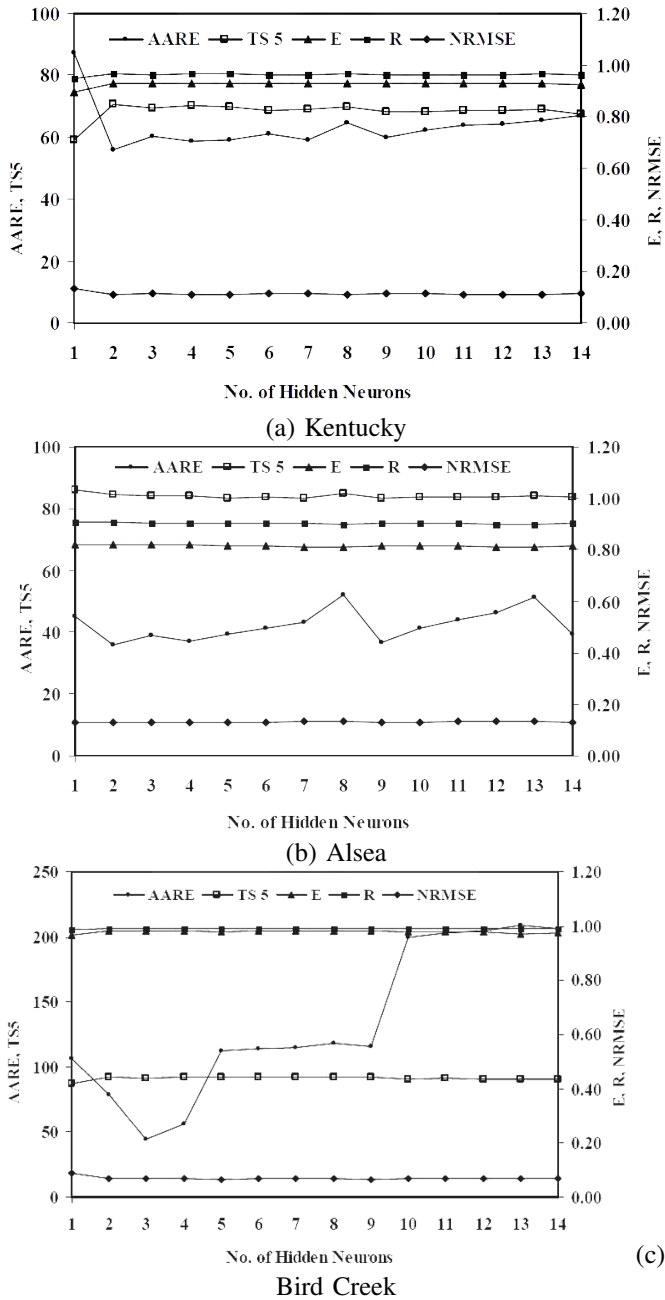 AARE TS 5 E R NRMSE
100
80
60
40
20
0
AARE, TS5
1.20
1.00
0.80
0.60
0.40
0.20
0.00
E, R, NRMSE
1 2 3 4 5 6 7 8 9 10 11 12 13 14
No. of Hidden Neurons
(a) Kentucky
AARE TS 5 E R NRMSE
100
80
60
40
20
0
AARE, TS5
1.20
1.00
0.80
0.60
0.40
0.20
0.00
E, R, NRMSE
1 2 3 4 5 6 7 8 9 10 11 12 13 14
No. of Hidden Neurons
(b) Alsea
AARE TS 5 E R NRMSE
250
200
150
100
50
0
AARE, TS5
1.20
1.00
0.80
0.60
0.40
0.20
0.00
E, R, NRMSE
1 2 3 4 5 6 7 8 9 10 11 12 13 14
No. of Hidden Neurons
(c)
Bird Creek